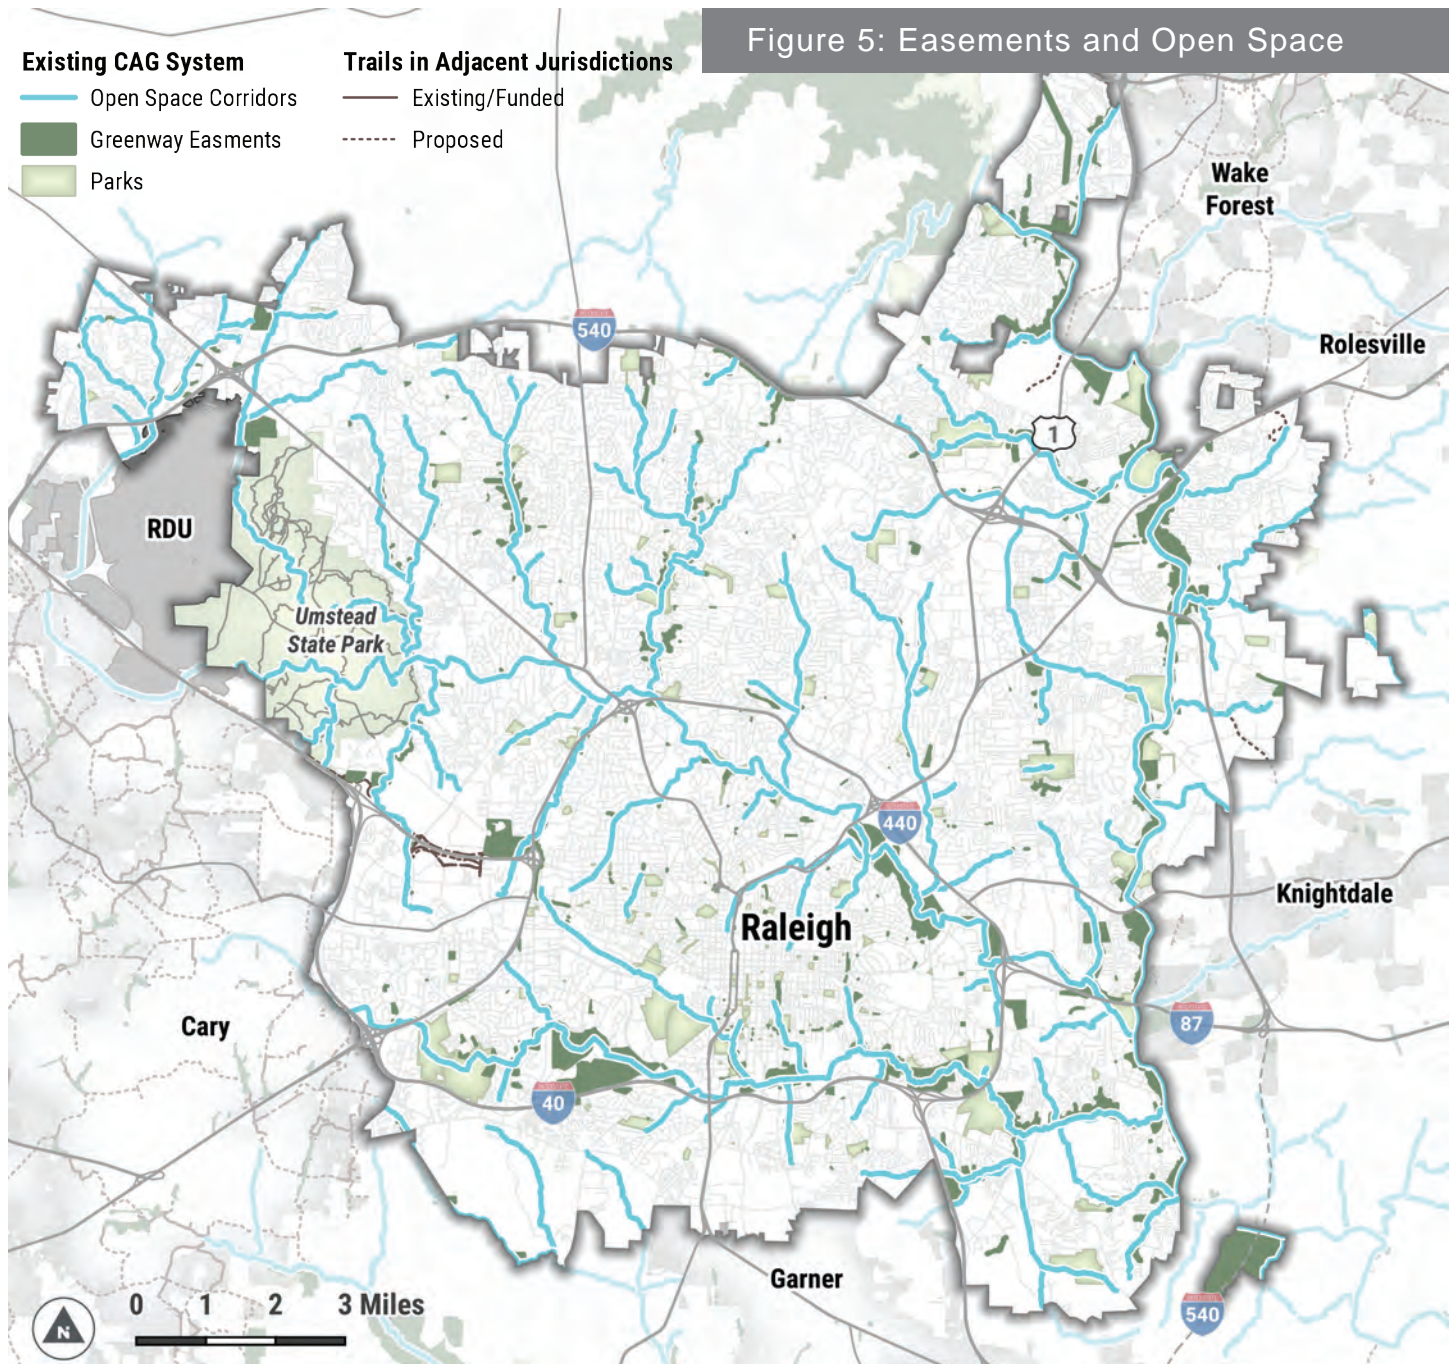 Figure 5: Easements and Open Space
Existing CAG System
Open Space Corridors
Greenway Easments
Parks
Trails in Adjacent Jurisdictions
Existing/Funded
Proposed
Wake
Forest
540
Rolesville
1
RDU
Umstead
State Park
440
Raleigh
Knightdale
Cary
87
40
Garner
540
0 1 2 3 Miles
N